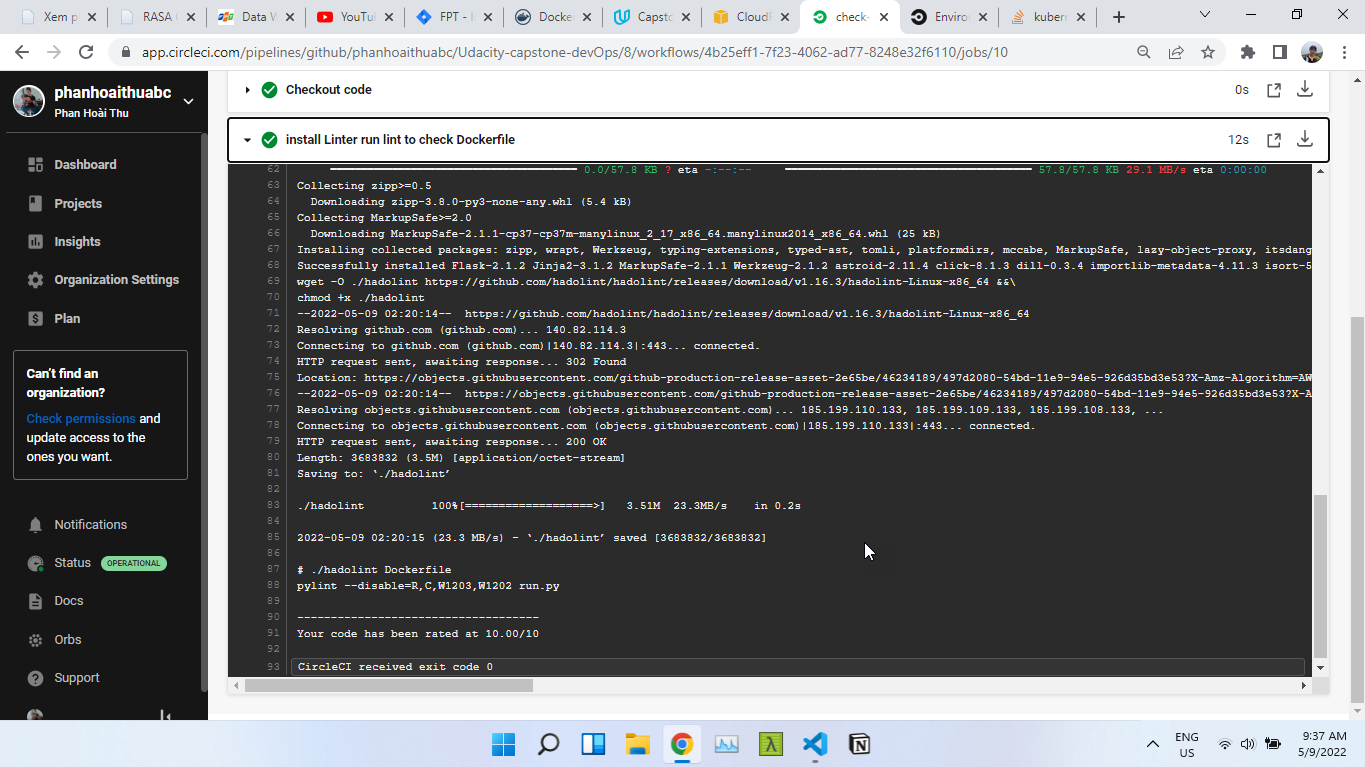 Xem p
RASA
Data W
YouTu
FPT -
Docke
Capsto
CloudF
check-
Enviro
kubern
app.circleci.com/pipelines/github/phanhoaithuabc/Udacity-capstone-devOps/8/workflows/4b25eff1-7f23-4062-ad77-8248e32f6110/jobs/10
phanhoaithuabc
Phan Hoài Thu
Dashboard
Projects
Insights
Organization Settings
Plan
Can't find an
organization?
Check permissions and
update access to the
ones you want.
Notifications
Status OPERATIONAL
Docs
Orbs
Support
Checkout code 0s
install Linter run lint to check Dockerfile 12s
62 0.0/57.8 KB ? eta -:--:-- 57.8/57.8 KB 29.1 MB/s eta 0:00:00
63 Collecting zipp>=0.5
64 Downloading zipp-3.8.0-py3-none-any.whl (5.4 kB)
65 Collecting MarkupSafe>=2.0
66 Downloading MarkupSafe-2.1.1-cp37-cp37m-manylinux_2_17_x86_64.manylinux2014_x86_64.whl (25 kB)
67 Installing collected packages: zipp, wrapt, Werkzeug, typing-extensions, typed-ast, tomli, platformdirs, mccabe, MarkupSafe, lazy-object-proxy, itsdang
68 Successfully installed Flask-2.1.2 Jinja2-3.1.2 MarkupSafe-2.1.1 Werkzeug-2.1.2 astroid-2.11.4 click-8.1.3 dill-0.3.4 importlib-metadata-4.11.3 isort-5
69 wget -O ./hadolint https://github.com/hadolint/hadolint/releases/download/v1.16.3/hadolint-Linux-x86_64 &&\
70 chmod +x ./hadolint
71 --2022-05-09 02:20:14-- https://github.com/hadolint/hadolint/releases/download/v1.16.3/hadolint-Linux-x86_64
72 Resolving github.com (github.com)... 140.82.114.3
73 Connecting to github.com (github.com)|140.82.114.3|:443... connected.
74 HTTP request sent, awaiting response... 302 Found
75 Location: https://objects.githubusercontent.com/github-production-release-asset-2e65be/46234189/497d2080-54bd-11e9-94e5-926d35bd3e53?X-Amz-Algorithm=AW
76 --2022-05-09 02:20:14-- https://objects.githubusercontent.com/github-production-release-asset-2e65be/46234189/497d2080-54bd-11e9-94e5-926d35bd3e53?X-A
77 Resolving objects.githubusercontent.com (objects.githubusercontent.com)... 185.199.110.133, 185.199.109.133, 185.199.108.133, ...
78 Connecting to objects.githubusercontent.com (objects.githubusercontent.com)|185.199.110.133|:443... connected.
79 HTTP request sent, awaiting response... 200 OK
80 Length: 3683832 (3.5M) [application/octet-stream]
81 Saving to: ‘./hadolint’
82
83 ./hadolint 100%[===================>] 3.51M 23.3MB/s in 0.2s
84
85 2022-05-09 02:20:15 (23.3 MB/s) - ‘./hadolint’ saved [3683832/3683832]
86
87 # ./hadolint Dockerfile
88 pylint --disable=R,C,W1203,W1202 run.py
89
90 ------------------------------------
91 Your code has been rated at 10.00/10
92
93 CircleCI received exit code 0
ENG
US
9:37 AM
5/9/2022